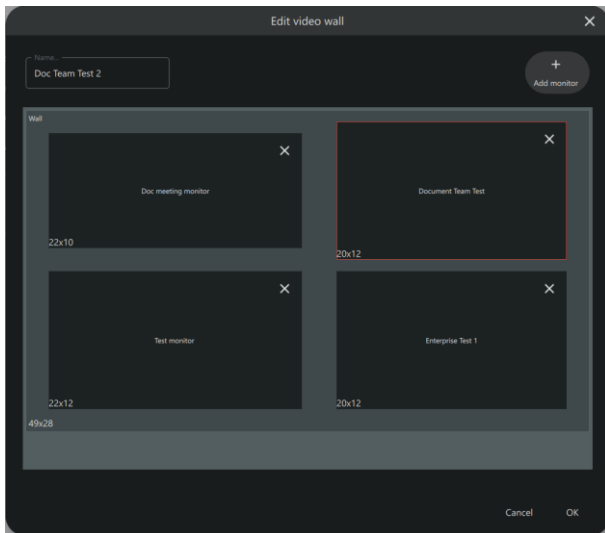 Edit video wall
Name...
Doc Team Test 2
+
Add monitor
Wall
Doc meeting monitor
22x10
Document Team Test
20x12
Test monitor
22x12
Enterprise Test 1
20x12
49x28
Cancel
OK